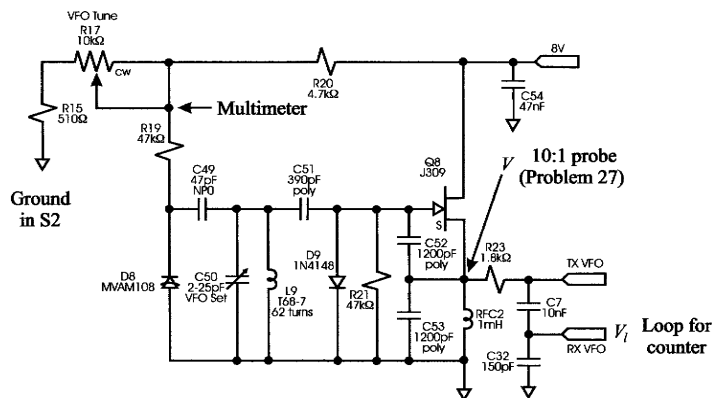 VFO Tune
R17
10kΩ
CW
R15
510Ω
Ground
in S2
Multimeter
R19
47kΩ
R20
4.7kΩ
8V
C54
47nF
C49
47pF
NP0
C51
390pF
poly
Q8
J309
S
V
10:1 probe
(Problem 27)
D8
MVAM108
C50
2-25pF
VFO Set
L9
T68-7
62 turns
D9
1N4148
R21
47kΩ
C52
1200pF
poly
C53
1200pF
poly
R23
1.8kΩ
RFC2
1mH
TX VFO
C7
10nF
RX VFO
C32
150pF
Vl
Loop for
counter